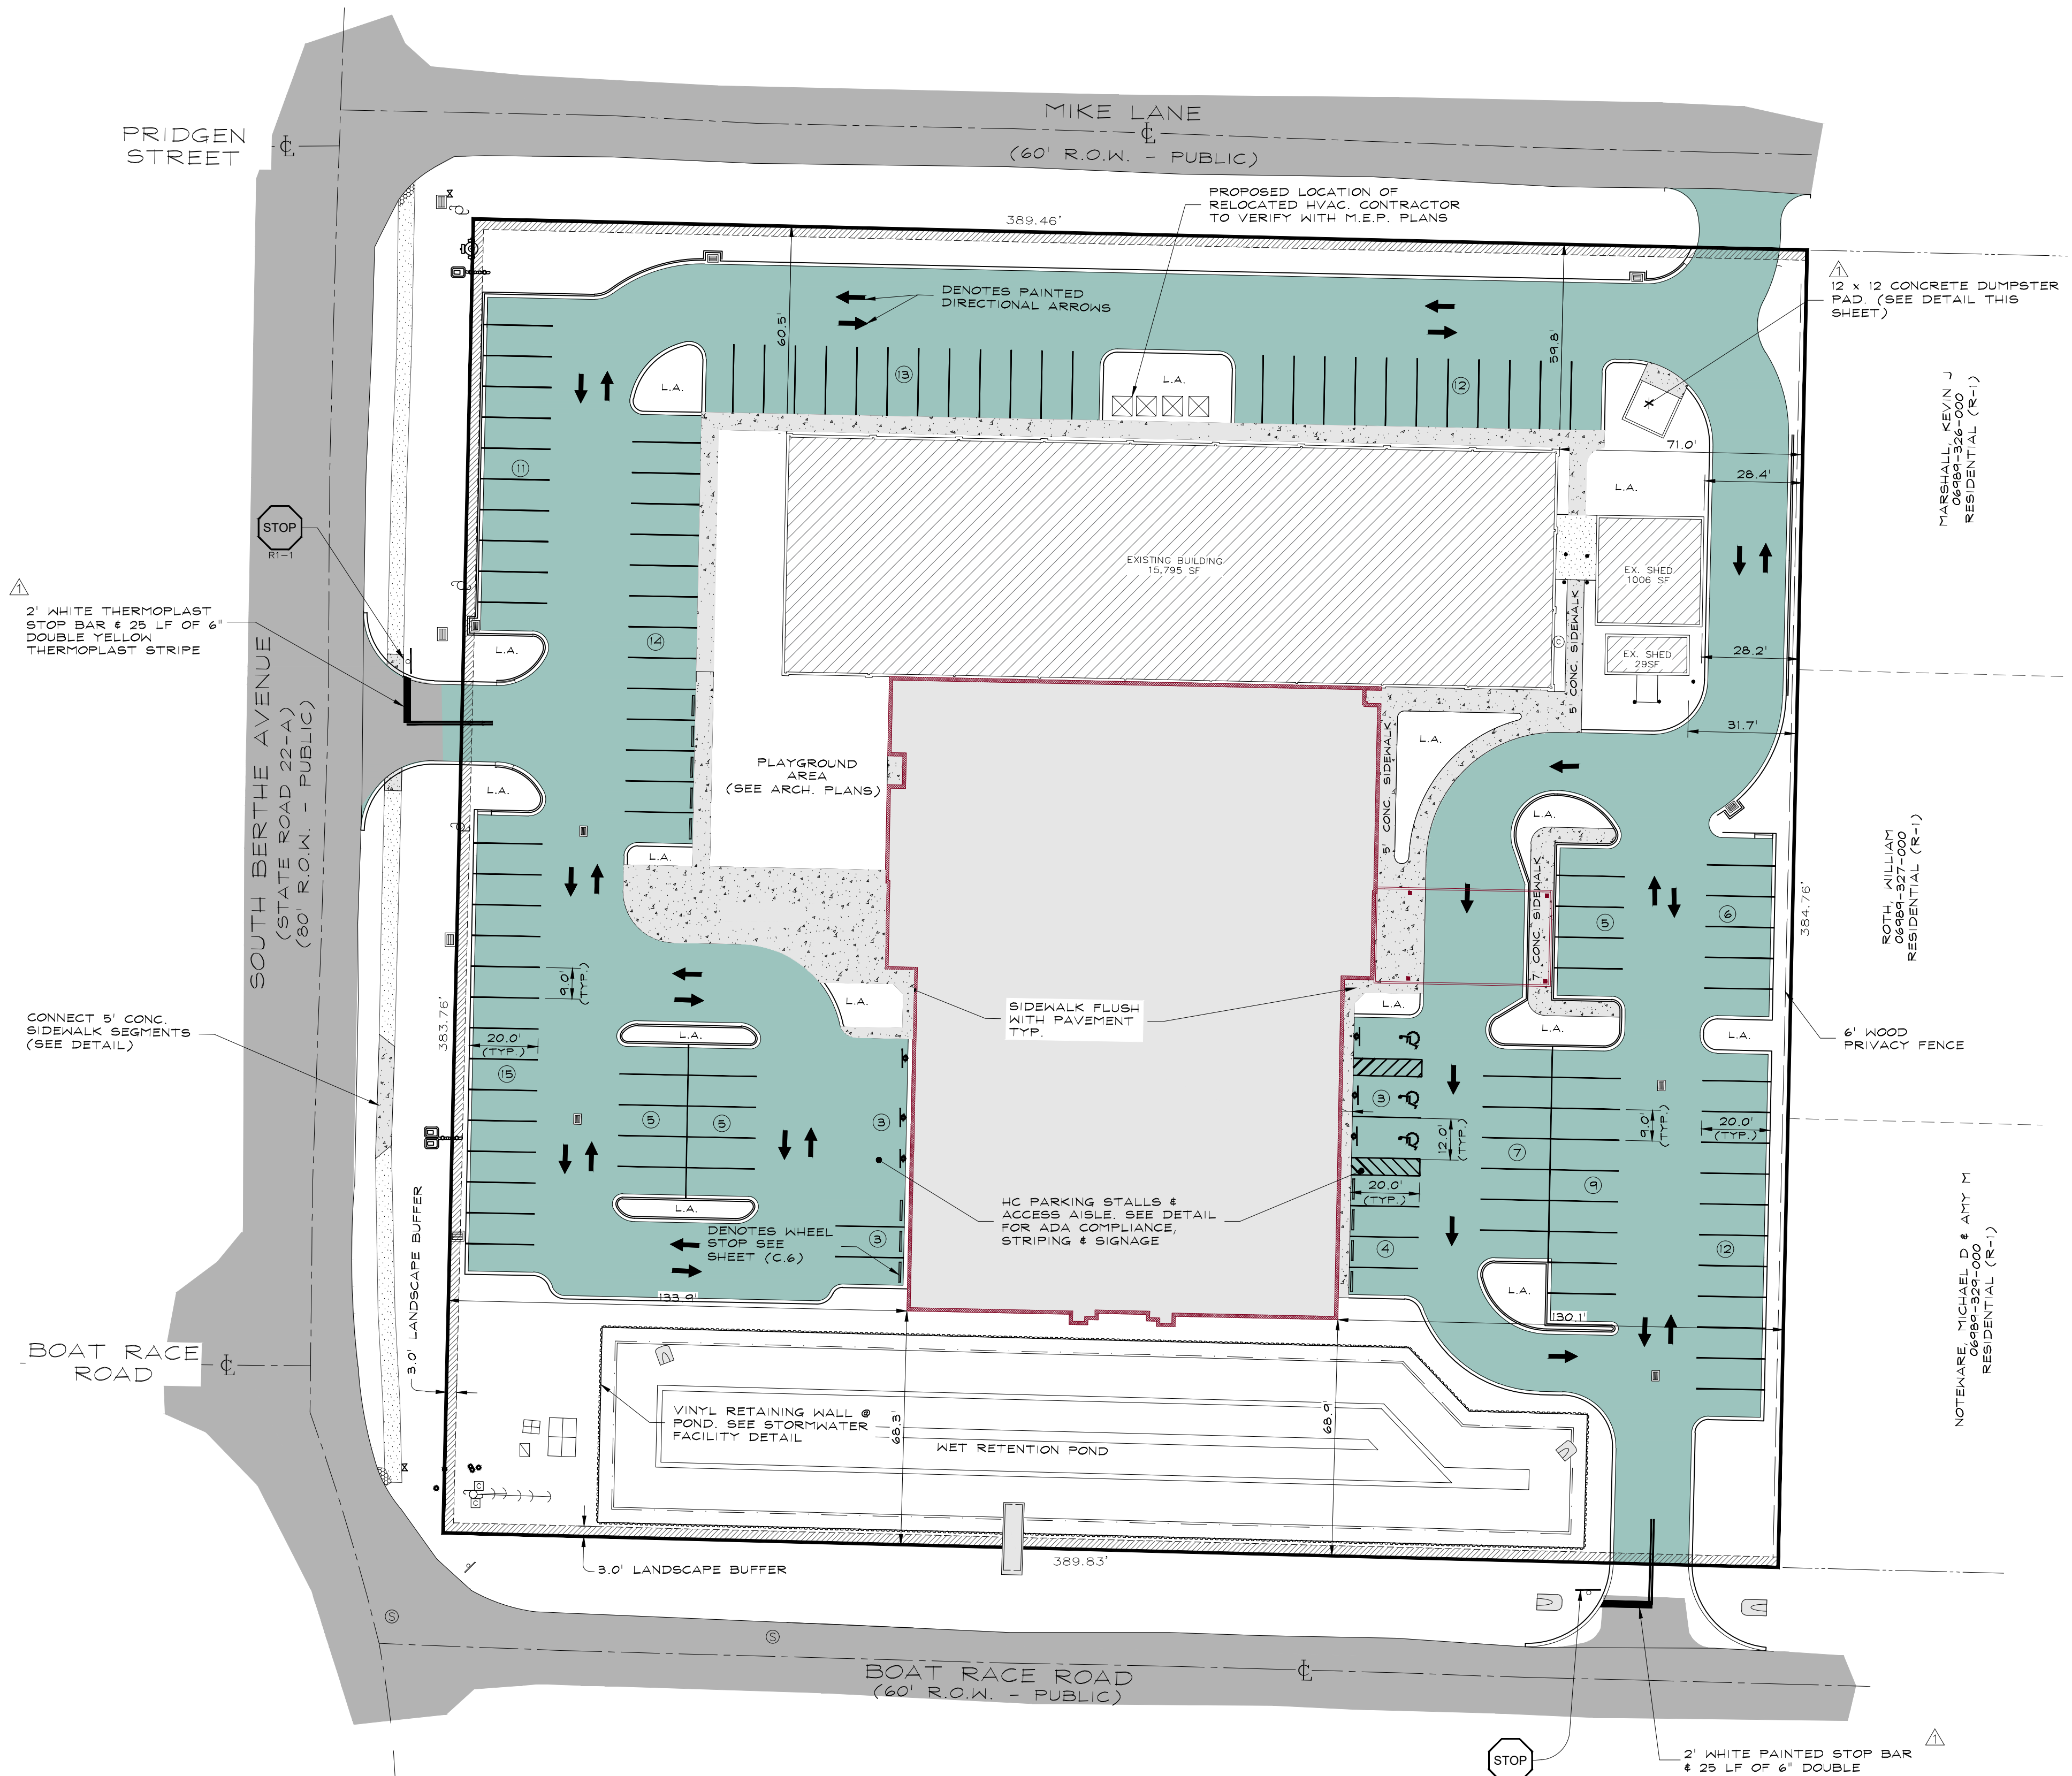 MIKE LANE
(60' R.O.W. - PUBLIC)
PRIDGEN
STREET
PROPOSED LOCATION OF
RELOCATED HVAC. CONTRACTOR
TO VERIFY WITH M.E.P. PLANS
389.46'
1
12 x 12 CONCRETE DUMPSTER
PAD. (SEE DETAIL THIS
SHEET)
DENOTES PAINTED
DIRECTIONAL ARROWS
60.5'
59.8'
L.A.
13
L.A.
12
71.0'
28.4'
L.A.
MARSHALL, KEVIN J
06989-326-000
RESIDENTIAL (R-1)
11
STOP
R1-1
EXISTING BUILDING
15,795 SF
EX. SHED
1006 SF
1
2' WHITE THERMOPLAST
STOP BAR & 25 LF OF 6"
DOUBLE YELLOW
THERMOPLAST STRIPE
14
L.A.
C
5' CONC. SIDEWALK
EX. SHED
29SF
28.2'
31.7'
SOUTH BERTHE AVENUE
(STATE ROAD 22-A)
(80' R.O.W. - PUBLIC)
L.A.
PLAYGROUND
AREA
(SEE ARCH. PLANS)
5' CONC. SIDEWALK
L.A.
L.A.
L.A.
7' CONC. SIDEWALK
5
6
384.76'
ROTH, WILLIAM
06989-327-000
RESIDENTIAL (R-1)
9.0'
(TYP.)
L.A.
SIDEWALK FLUSH
WITH PAVEMENT
TYP.
L.A.
L.A.
L.A.
6' WOOD
PRIVACY FENCE
CONNECT 5' CONC.
SIDEWALK SEGMENTS
(SEE DETAIL)
383.76'
20.0'
(TYP.)
15
L.A.
5
5
3
3
12.0'
(TYP.)
9.0'
(TYP.)
20.0'
(TYP.)
7
9
20.0'
(TYP.)
HC PARKING STALLS &
ACCESS AISLE. SEE DETAIL
FOR ADA COMPLIANCE,
STRIPING & SIGNAGE
L.A.
DENOTES WHEEL
STOP SEE
SHEET (C.6)
3
4
12
L.A.
NOTEWARE, MICHAEL D & AMY M
06989-329-000
RESIDENTIAL (R-1)
3.0' LANDSCAPE BUFFER
133.9'
130.1'
BOAT RACE
ROAD
VINYL RETAINING WALL @
POND. SEE STORMWATER
FACILITY DETAIL
68.3'
WET RETENTION POND
68.9'
C
C
3.0' LANDSCAPE BUFFER
389.83'
S
S
BOAT RACE ROAD
(60' R.O.W. - PUBLIC)
STOP
1
2' WHITE PAINTED STOP BAR
& 25 LF OF 6" DOUBLE